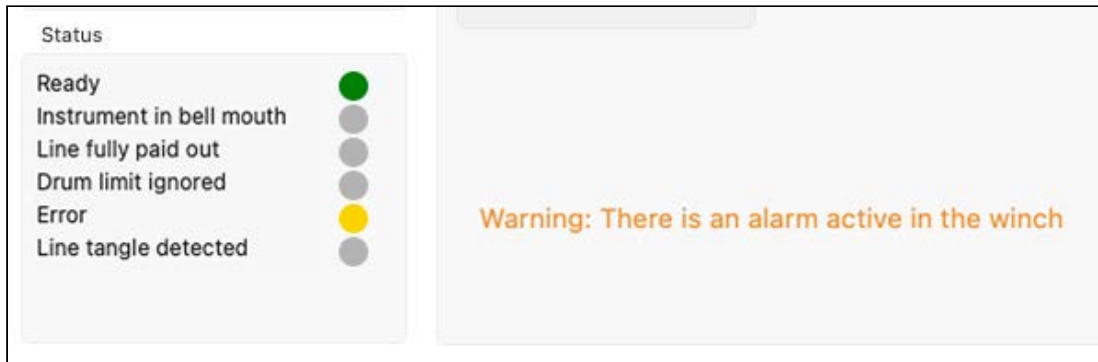 Status
Ready
Instrument in bell mouth
Line fully paid out
Drum limit ignored
Error
Line tangle detected
Warning: There is an alarm active in the winch